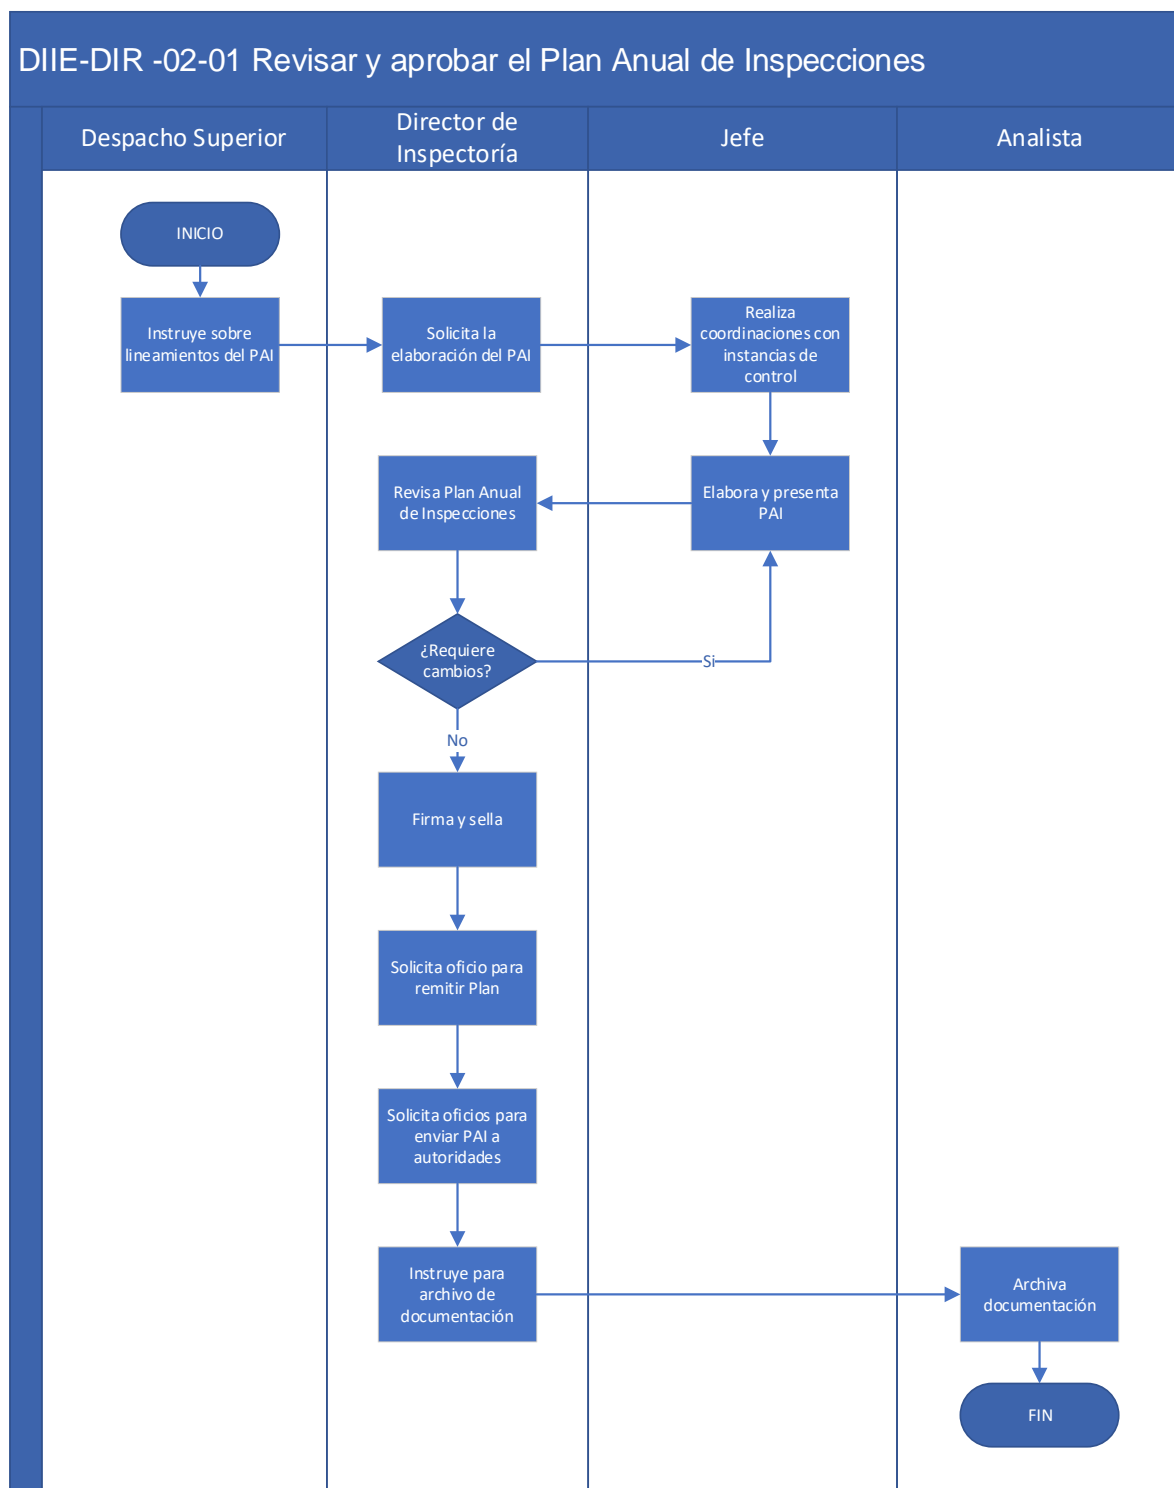 DIIE-DIR -02-01 Revisar y aprobar el Plan Anual de Inspecciones
Despacho Superior
Director de
Inspectoría
Jefe
Analista
INICIO
Instruye sobre
lineamientos del PAI
Solicita la
elaboración del PAI
Realiza
coordinaciones con
instancias de
control
Revisa Plan Anual
de Inspecciones
Elabora y presenta
PAI
¿Requiere
cambios?
Si
No
Firma y sella
Solicita oficio para
remitir Plan
Solicita oficios para
enviar PAI a
autoridades
Instruye para
archivo de
documentación
Archiva
documentación
FIN